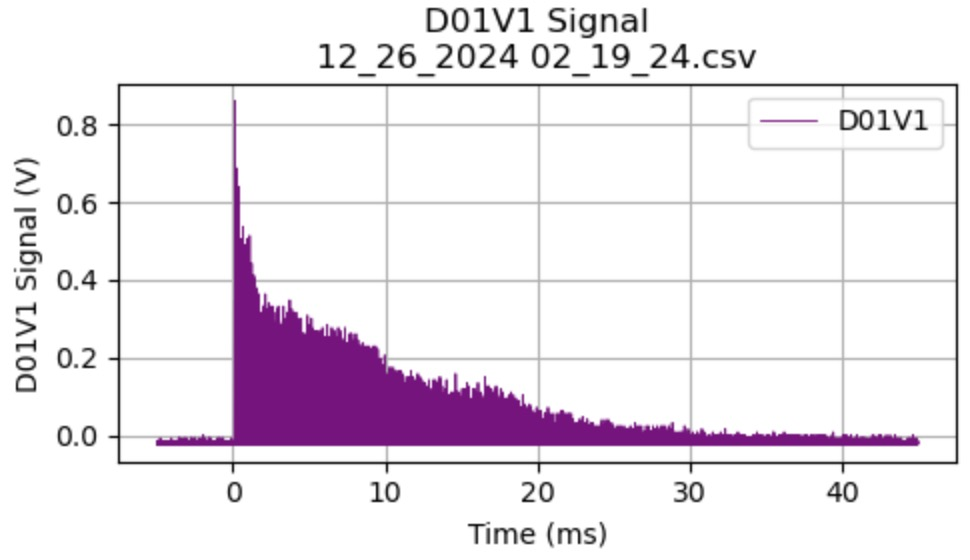 D01V1 Signal
12_26_2024 02_19_24.csv
D01V1
D01V1 Signal (V)
0.8
0.6
0.4
0.2
0.0
0 10 20 30 40
Time (ms)